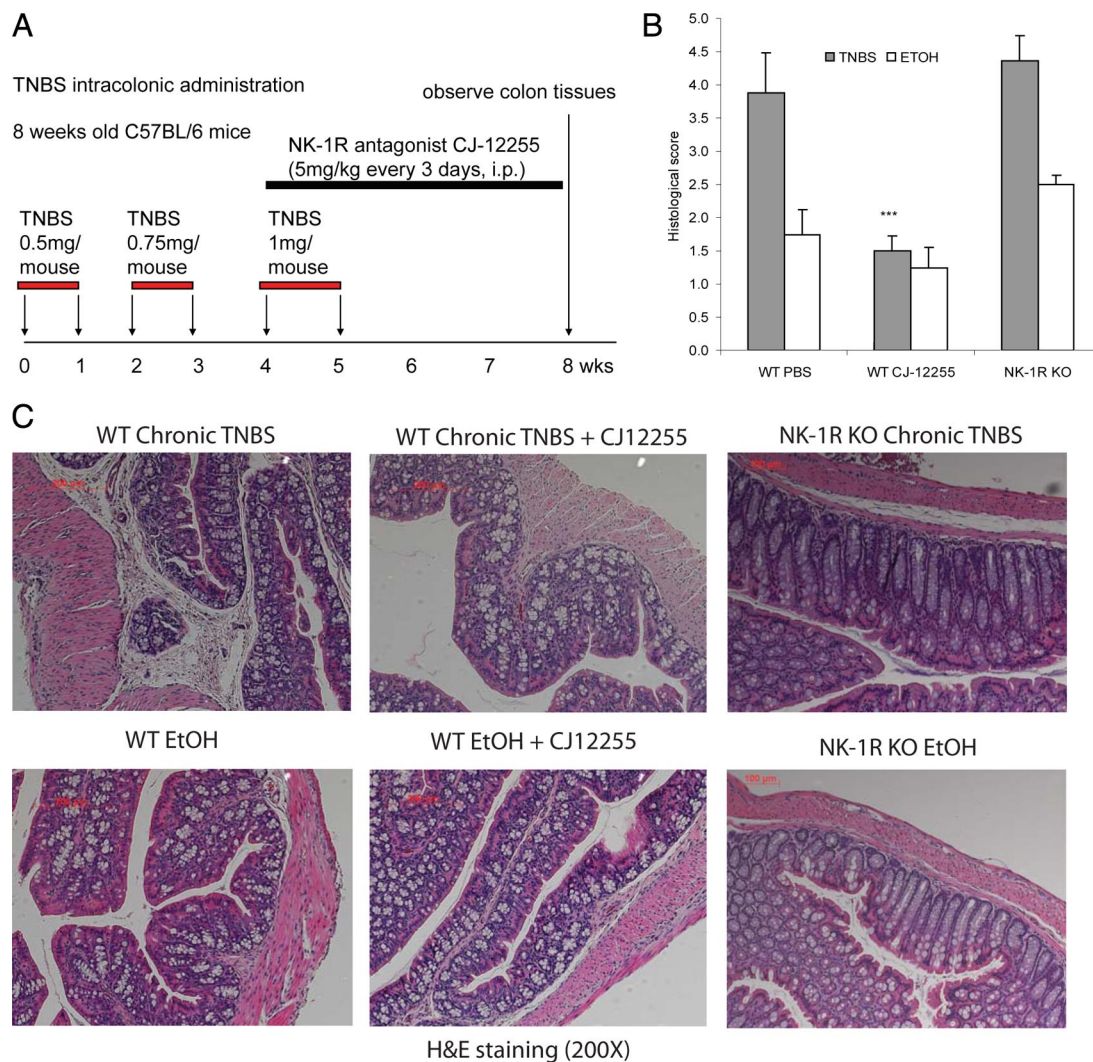 A
TNBS intracolonic administration
8 weeks old C57BL/6 mice
observe colon tissues
NK-1R antagonist CJ-12255
(5mg/kg every 3 days, i.p.)
TNBS
0.5mg/
mouse
TNBS
0.75mg/
mouse
TNBS
1mg/
mouse
0 1 2 3 4 5 6 7 8 wks
B
5.0
4.5
4.0
3.5
3.0
2.5
2.0
1.5
1.0
0.5
0.0
Histological score
TNBS ETOH
***
WT PBS WT CJ-12255 NK-1R KO
C
WT Chronic TNBS
WT Chronic TNBS + CJ12255
NK-1R KO Chronic TNBS
100 µm
WT EtOH
WT EtOH + CJ12255
NK-1R KO EtOH
100 µm
H&E staining (200X)